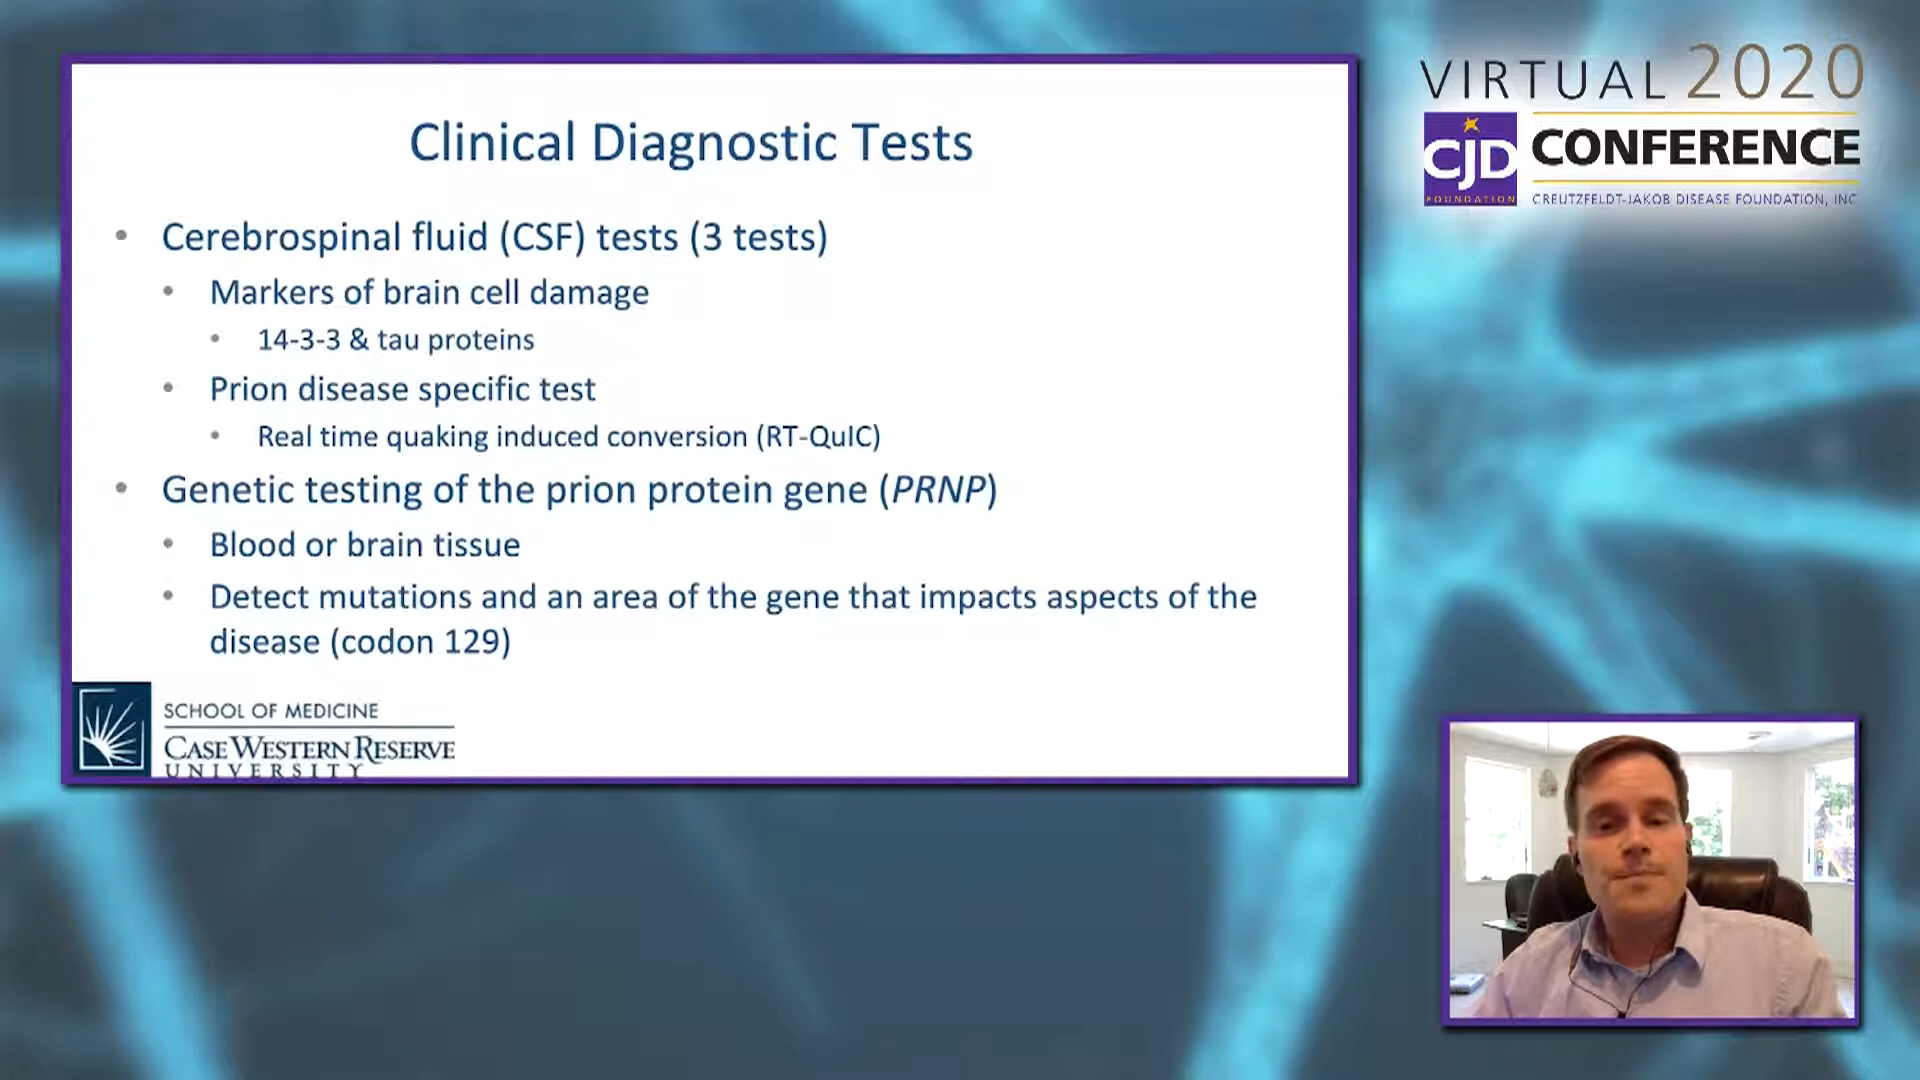 Clinical Diagnostic Tests
• Cerebrospinal fluid (CSF) tests (3 tests)
• Markers of brain cell damage
• 14-3-3 & tau proteins
• Prion disease specific test
• Real time quaking induced conversion (RT-QuIC)
• Genetic testing of the prion protein gene (PRNP)
• Blood or brain tissue
• Detect mutations and an area of the gene that impacts aspects of the
disease (codon 129)
SCHOOL OF MEDICINE
CASE WESTERN RESERVE
UNIVERSITY
VIRTUAL 2020
CJD
FOUNDATION
CONFERENCE
CREUTZFELDT-JAKOB DISEASE FOUNDATION, INC